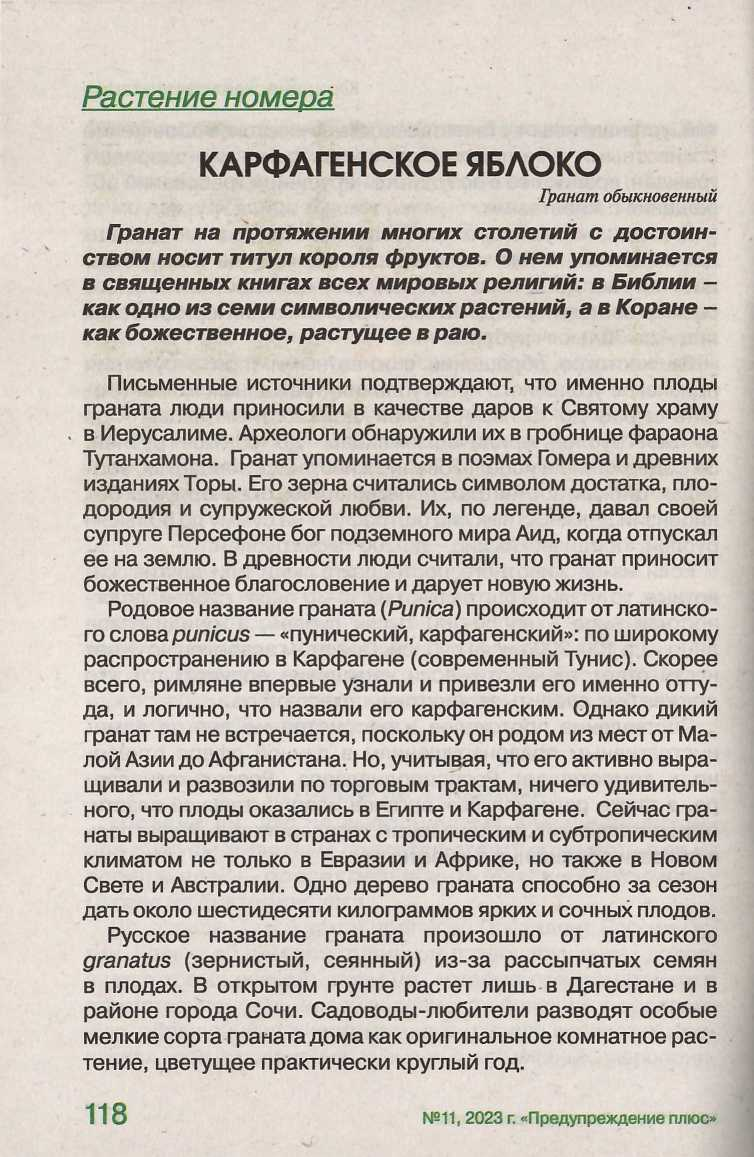 Растение номера
КАРФАГЕНСКОЕ ЯБЛОКО
Гранат обыкновенный
Гранат на протяжении многих столетий с достоин-
ством носит титул короля фруктов. О нем упоминается
в священных книгах всех мировых религий: в Библии –
как одно из семи символических растений, а в Коране –
как божественное, растущее в раю.
Письменные источники подтверждают, что именно плоды
граната люди приносили в качестве даров к Святому храму
в Иерусалиме. Археологи обнаружили их в гробнице фараона
Тутанхамона. Гранат упоминается в поэмах Гомера и древних
изданиях Торы. Его зерна считались символом достатка, пло-
дородия и супружеской любви. Их, по легенде, давал своей
супруге Персефоне бог подземного мира Аид, когда отпускал
ее на землю. В древности люди считали, что гранат приносит
божественное благословение и дарует новую жизнь.
Родовое название граната (Punica) происходит от латинско-
го слова punicus — «пунический, карфагенский»: по широкому
распространению в Карфагене (современный Тунис). Скорее
всего, римляне впервые узнали и привезли его именно отту-
да, и логично, что назвали его карфагенским. Однако дикий
гранат там не встречается, поскольку он родом из мест от Ма-
лой Азии до Афганистана. Но, учитывая, что его активно выра-
щивали и развозили по торговым трактам, ничего удивитель-
ного, что плоды оказались в Египте и Карфагене. Сейчас гра-
наты выращивают в странах с тропическим и субтропическим
климатом не только в Евразии и Африке, но также в Новом
Свете и Австралии. Одно дерево граната способно за сезон
дать около шестидесяти килограммов ярких и сочных плодов.
Русское название граната произошло от латинского
granatus (зернистый, сеянный) из-за рассыпчатых семян
в плодах. В открытом грунте растет лишь в Дагестане и в
районе города Сочи. Садоводы-любители разводят особые
мелкие сорта граната дома как оригинальное комнатное рас-
тение, цветущее практически круглый год.
118
№11, 2023 г. «Предупреждение плюс»